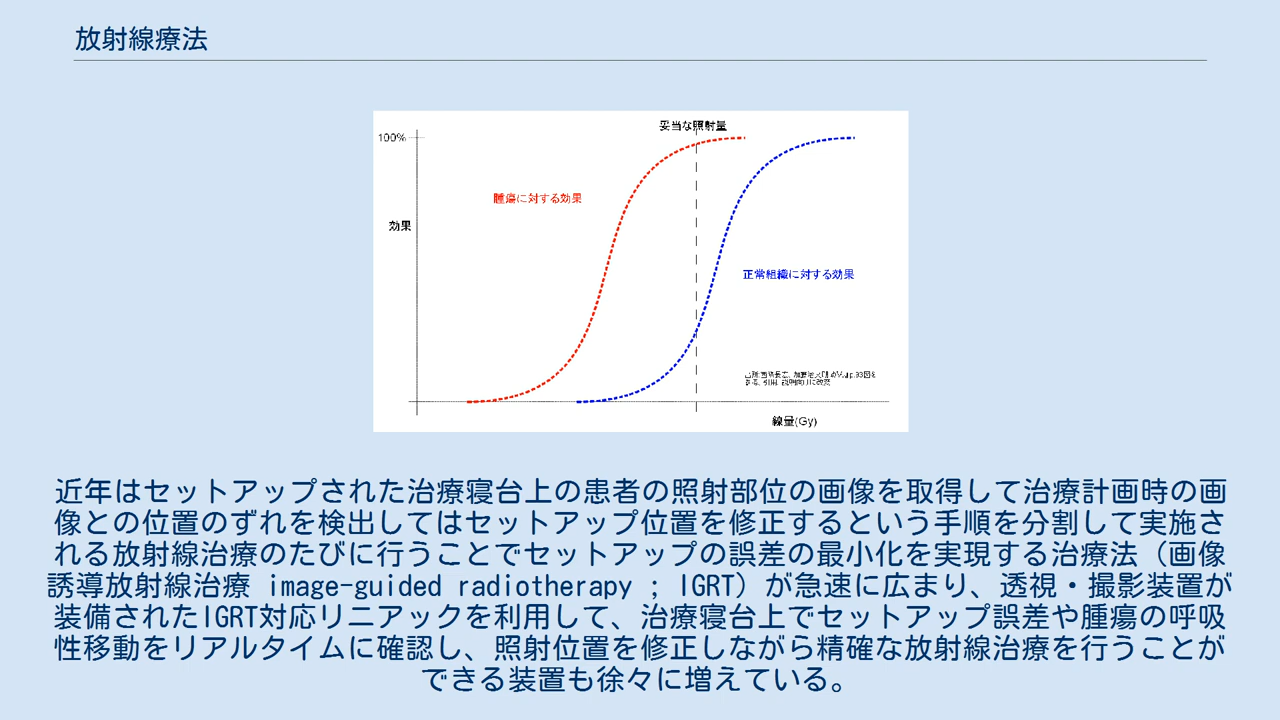 放射線療法
妥当な照射量
100%
腫瘍に対する効果
効果
正常組織に対する効果
線量(Gy)
近年はセットアップされた治療寝台上の患者の照射部位の画像を取得して治療計画時の画
像との位置のずれを検出してはセットアップ位置を修正するという手順を分割して実施さ
れる放射線治療のたびに行うことでセットアップの誤差の最小化を実現する治療法（画像
誘導放射線治療 image-guided radiotherapy ; IGRT）が急速に広まり、透視・撮影装置が
装備されたIGRT対応リニアックを利用して、治療寝台上でセットアップ誤差や腫瘍の呼吸
性移動をリアルタイムに確認し、照射位置を修正しながら精確な放射線治療を行うことが
できる装置も徐々に増えている。